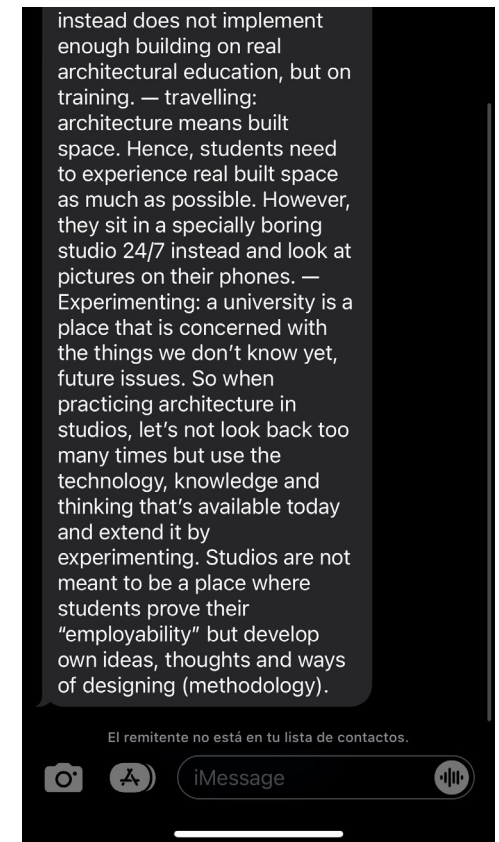 instead does not implement
enough building on real
architectural education, but on
training. — travelling:
architecture means built
space. Hence, students need
to experience real built space
as much as possible. However,
they sit in a specially boring
studio 24/7 instead and look at
pictures on their phones. —
Experimenting: a university is a
place that is concerned with
the things we don’t know yet,
future issues. So when
practicing architecture in
studios, let’s not look back too
many times but use the
technology, knowledge and
thinking that’s available today
and extend it by
experimenting. Studios are not
meant to be a place where
students prove their
“employability” but develop
own ideas, thoughts and ways
of designing (methodology).
El remitente no está en tu lista de contactos.
iMessage